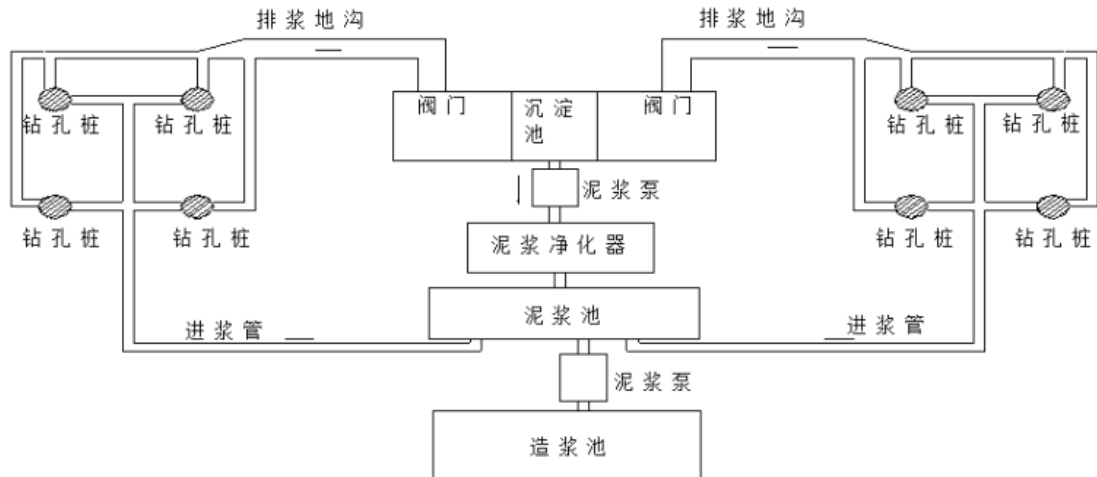 排浆地沟
排浆地沟
阀门
沉淀
池
阀门
钻孔桩
钻孔桩
钻孔桩
钻孔桩
泥浆泵
钻孔桩
钻孔桩
钻孔桩
钻孔桩
泥浆净化器
泥浆池
进浆管
进浆管
泥浆泵
造浆池